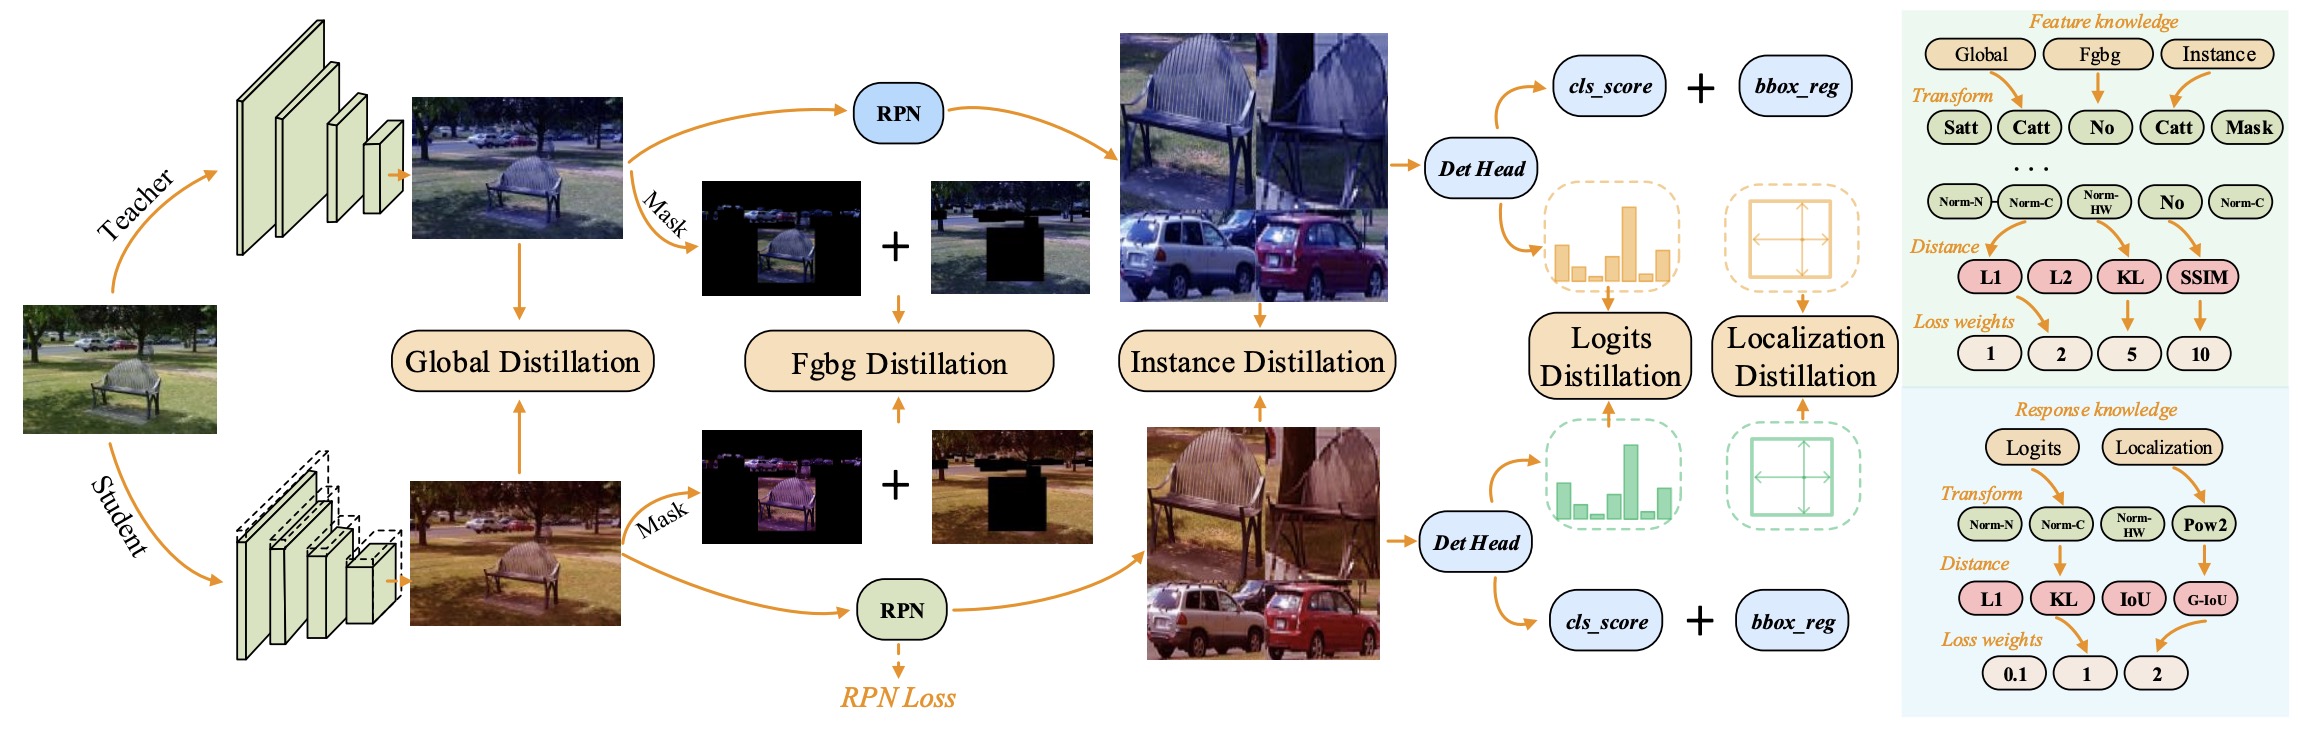 Teacher
Student
Mask
Mask
RPN
RPN
RPN Loss
Global Distillation
Fgbg Distillation
Instance Distillation
Det Head
cls_score + bbox_reg
Logits
Distillation
Localization
Distillation
Det Head
cls_score + bbox_reg
Feature knowledge
Global Fgbg Instance
Transform
Satt Catt No Catt Mask
...
Norm-N Norm-C Norm-HW No Norm-C
Distance
L1 L2 KL SSIM
Loss weights
1 2 5 10
Response knowledge
Logits Localization
Transform
Norm-N Norm-C Norm-HW Pow2
Distance
L1 KL IoU G-IoU
Loss weights
0.1 1 2